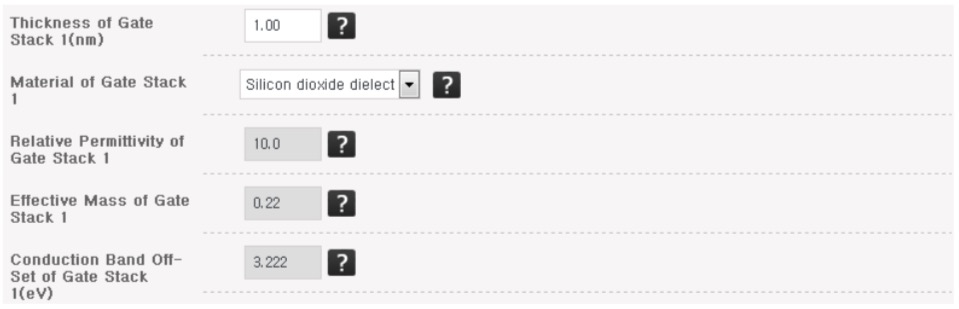 Thickness of Gate
Stack 1(nm)
1.00
?
Material of Gate Stack
1
Silicon dioxide dielect
?
Relative Permittivity of
Gate Stack 1
10.0
?
Effective Mass of Gate
Stack 1
0.22
?
Conduction Band Off-
Set of Gate Stack
1(eV)
3.222
?